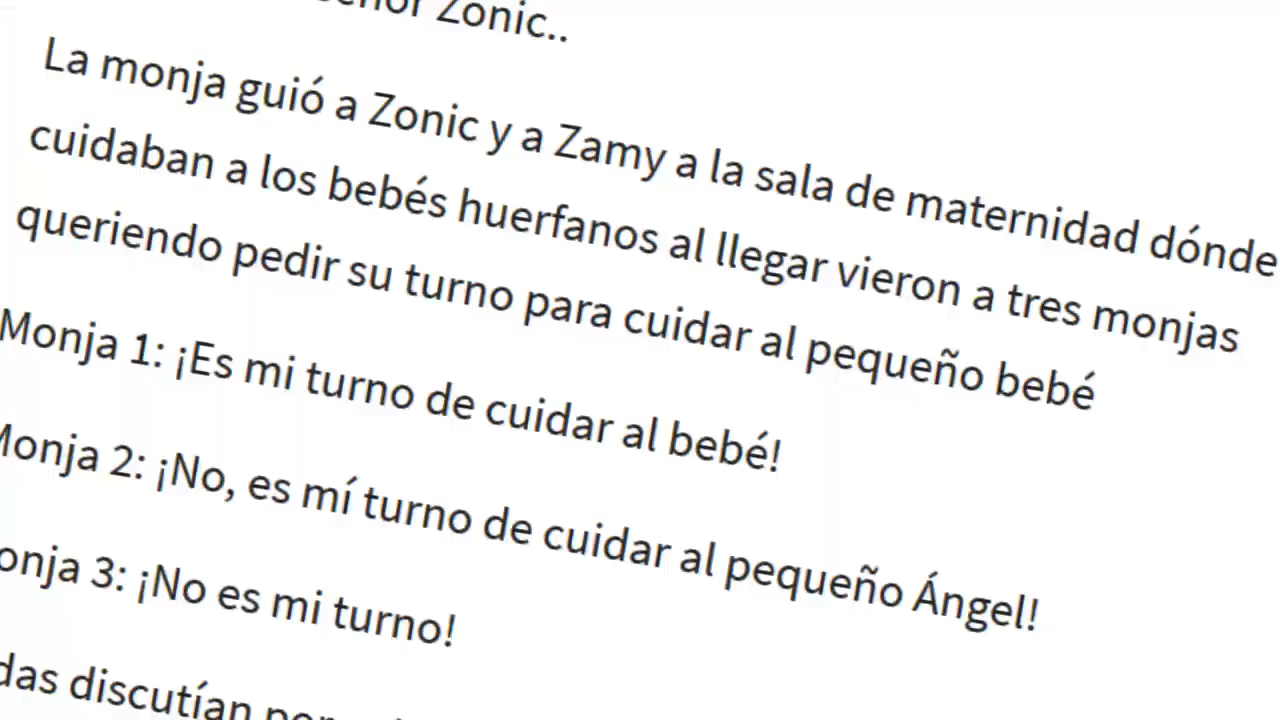 Zonic..
La monja guió a Zonic y a Zamy a la sala de maternidad dónde
cuidaban a los bebés huerfanos al llegar vieron a tres monjas
queriendo pedir su turno para cuidar al pequeño bebé
Monja 1: ¡Es mi turno de cuidar al bebé!
Monja 2: ¡No, es mí turno de cuidar al pequeño Ángel!
onja 3: ¡No es mi turno!
das discutían